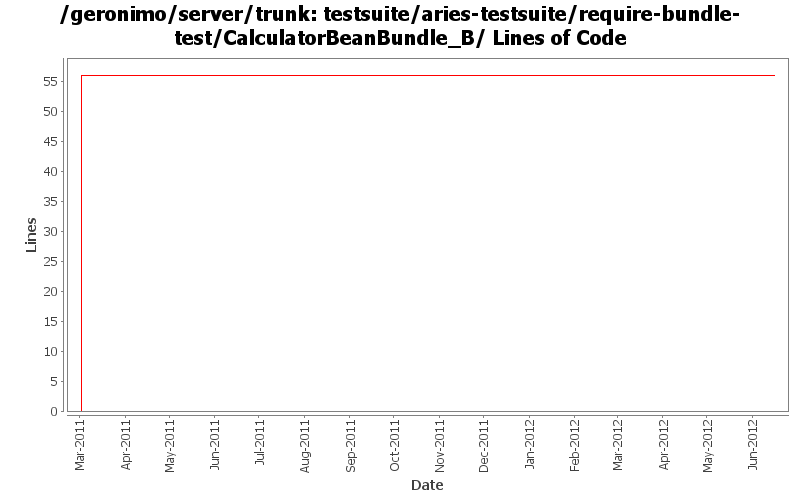 /geronimo/server/trunk: testsuite/aries-testsuite/require-bundle-
test/CalculatorBeanBundle_B/ Lines of Code
Lines
55
50
45
40
35
30
25
20
15
10
5
0
Mar-2011
Apr-2011
May-2011
Jun-2011
Jul-2011
Aug-2011
Sep-2011
Oct-2011
Nov-2011
Dec-2011
Jan-2012
Feb-2012
Mar-2012
Apr-2012
May-2012
Jun-2012
Date